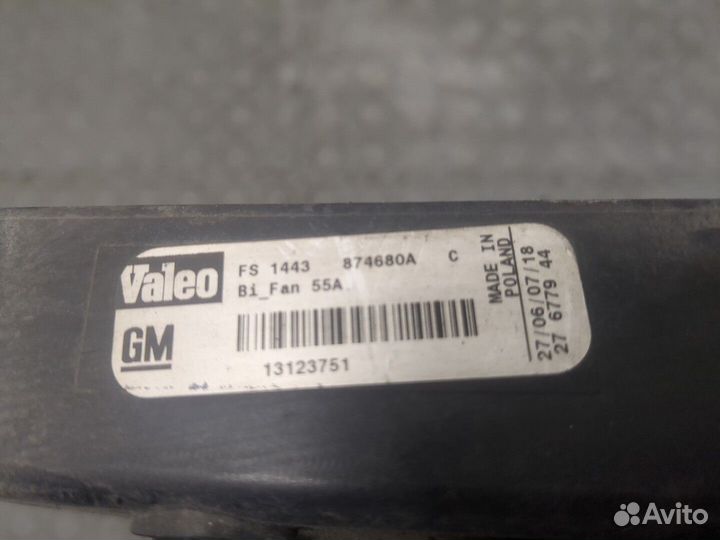 Valeo
FS 1443 874680A C
Bi_Fan 55A
GM
13123751
MADE IN
POLAND
27/06/07/18
27 6779 44
Avito